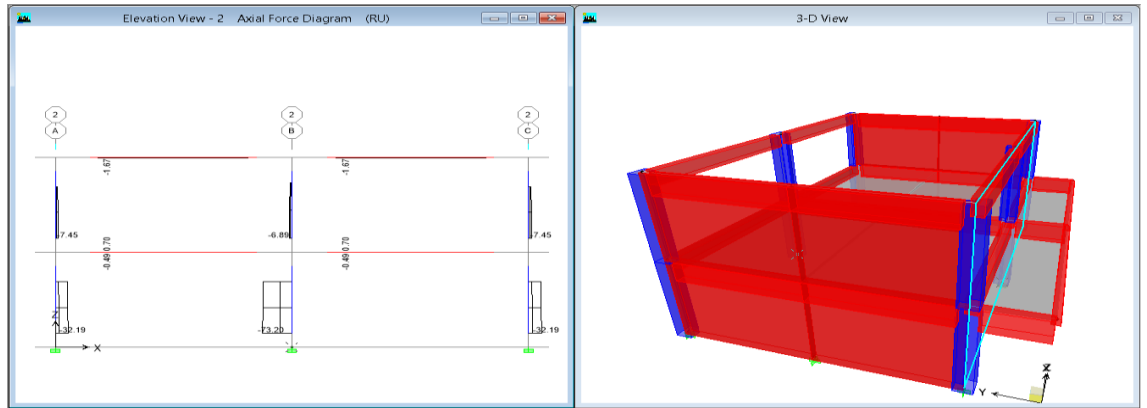 Elevation View - 2 Axial Force Diagram (RU)
2 2 2
A B C
-1.67 -1.67
-7.45 -6.89 -7.45
-0.49 0.70 -0.49 0.70
-32.19 -73.20 -32.19
Z
X
3-D View
Z
Y